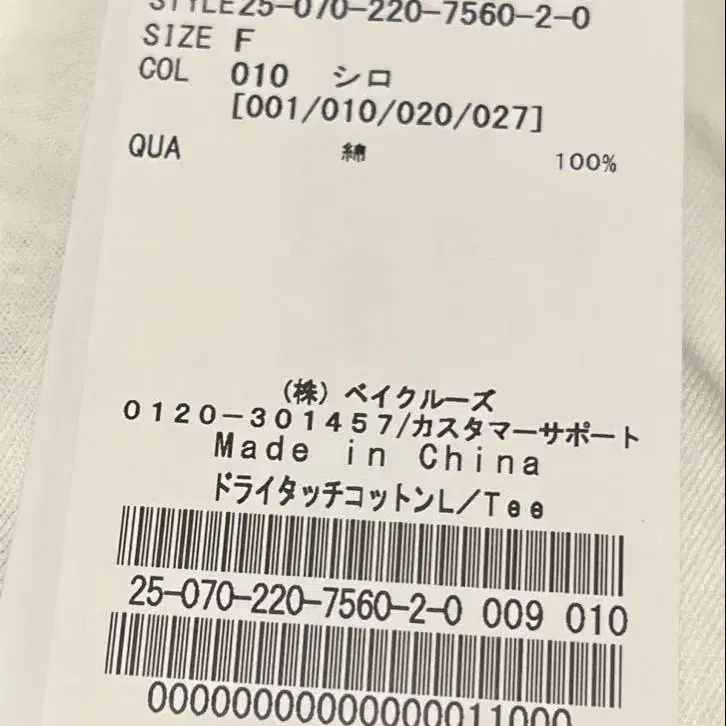 STYLE25-070-220-7560-2-0
SIZE F
COL 010 シロ
[001/010/020/027]
QUA 綿 100%
(株) ベイクルーズ
0120-301457/カスタマーサポート
Made in China
ドライタッチコットンL/Tee
25-070-220-7560-2-0 009 010